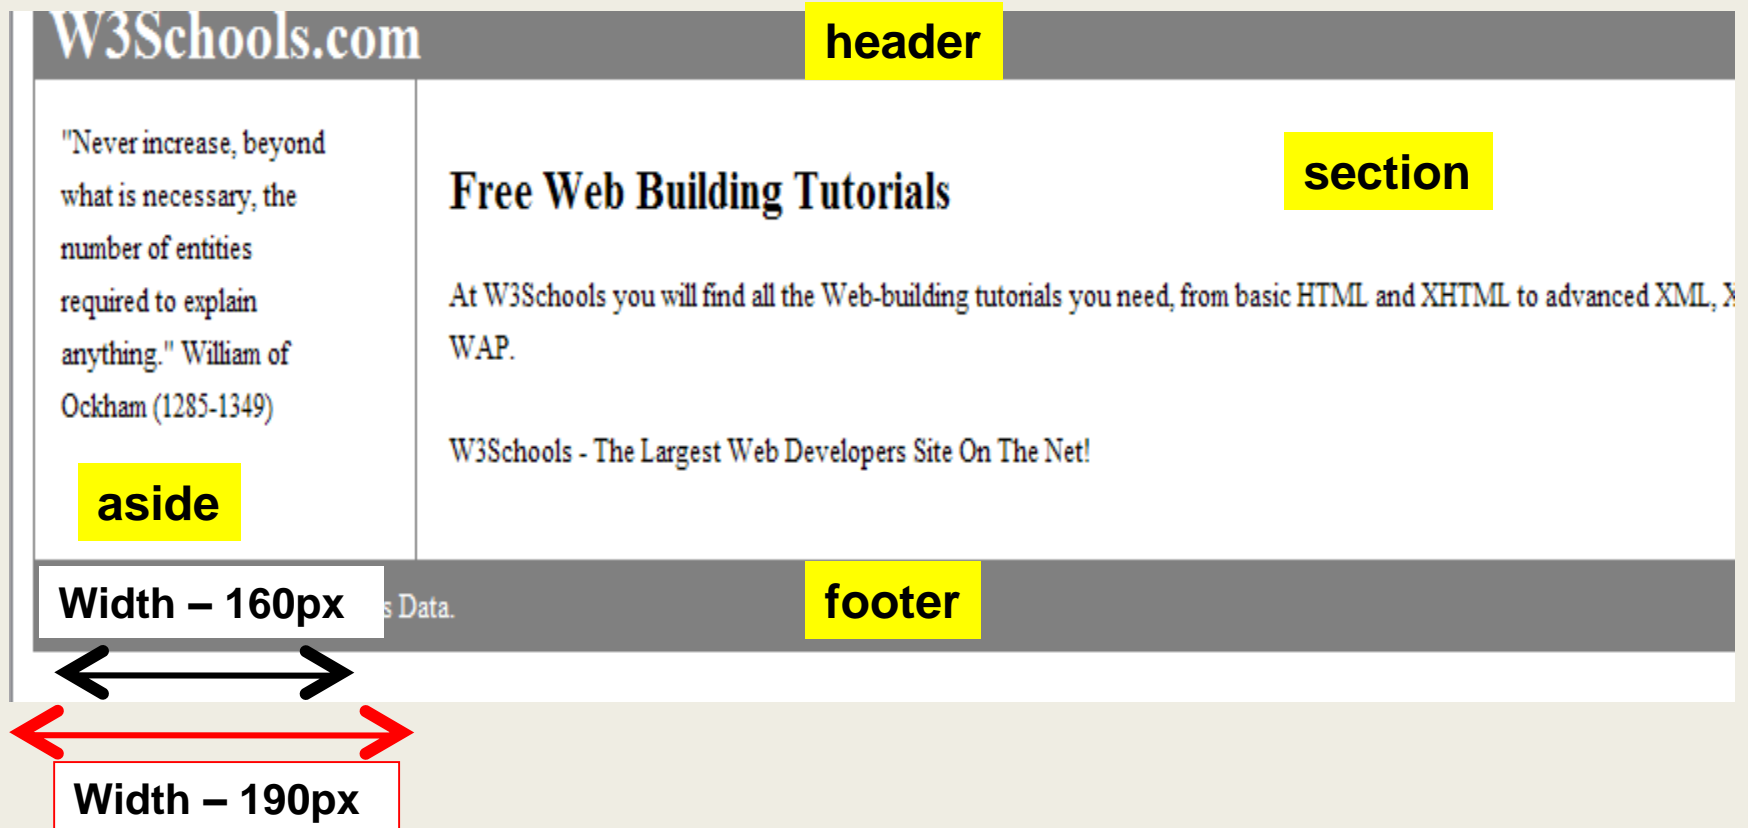 W3Schools.com
header
"Never increase, beyond
what is necessary, the
number of entities
required to explain
anything." William of
Ockham (1285-1349)
aside
section
Free Web Building Tutorials
At W3Schools you will find all the Web-building tutorials you need, from basic HTML and XHTML to advanced XML,
WAP.
W3Schools - The Largest Web Developers Site On The Net!
Width – 160px
Data.
footer
Width – 190px